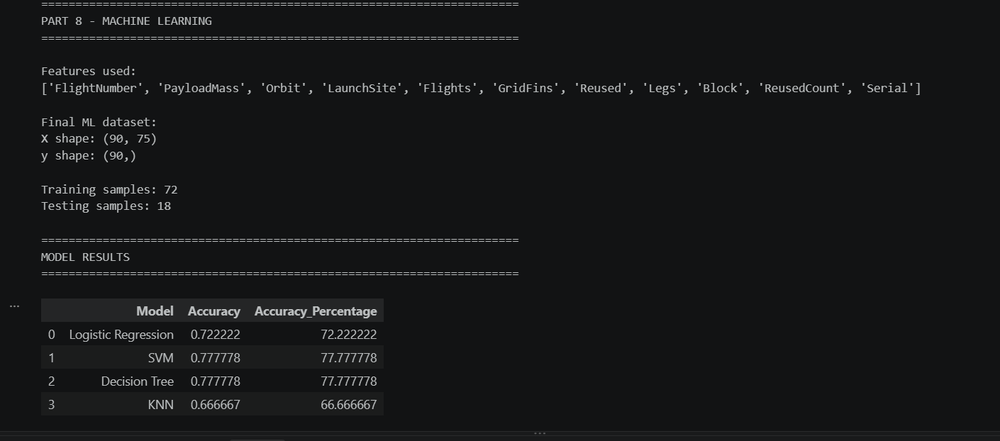 ======================================================================
PART 8 - MACHINE LEARNING
======================================================================
Features used:
['FlightNumber', 'PayloadMass', 'Orbit', 'LaunchSite', 'Flights', 'GridFins', 'Reused', 'Legs', 'Block', 'ReusedCount', 'Serial']
Final ML dataset:
X shape: (90, 75)
y shape: (90,)
Training samples: 72
Testing samples: 18
======================================================================
MODEL RESULTS
======================================================================
...
Model Accuracy Accuracy_Percentage
0 Logistic Regression 0.722222 72.222222
1 SVM 0.777778 77.777778
2 Decision Tree 0.777778 77.777778
3 KNN 0.666667 66.666667
...